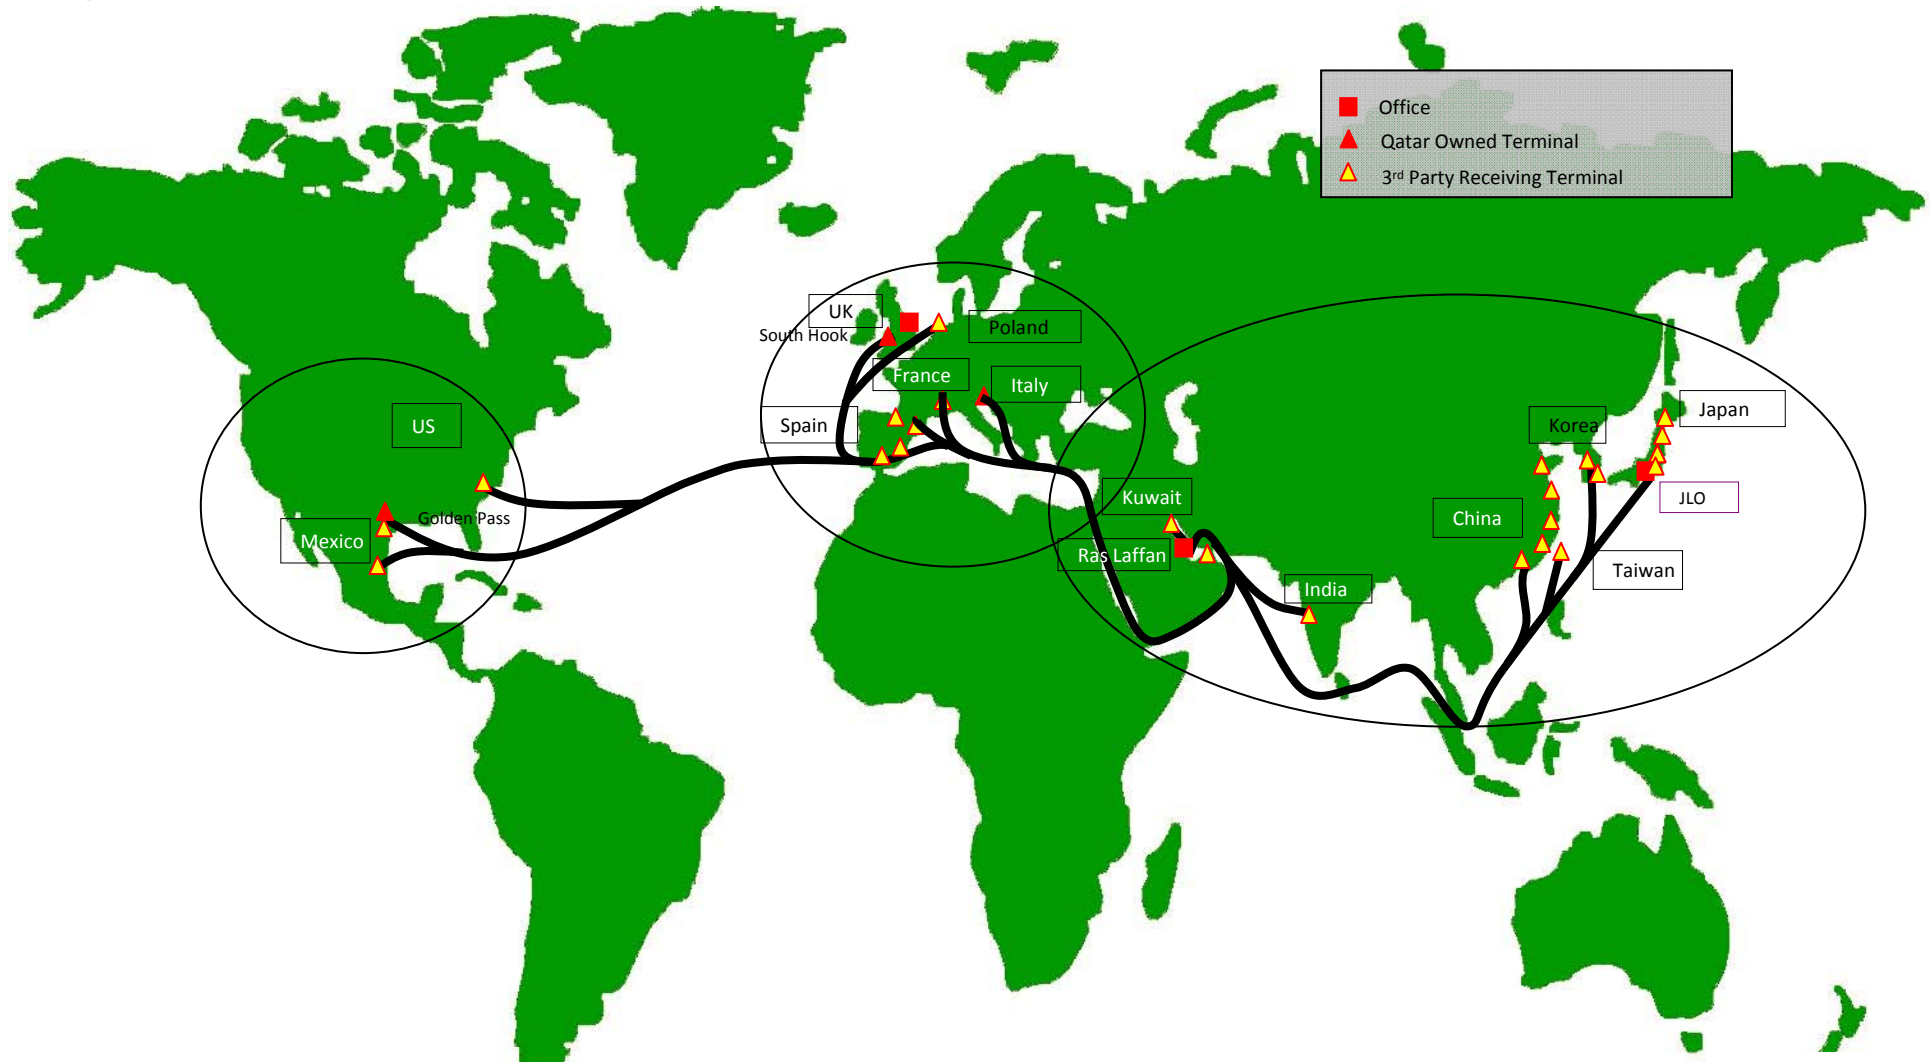 Office
Qatar Owned Terminal
3rd Party Receiving Terminal
UK
South Hook
Poland
France
Italy
Spain
US
Golden Pass
Mexico
Kuwait
Ras Laffan
India
China
Korea
Japan
JLO
Taiwan